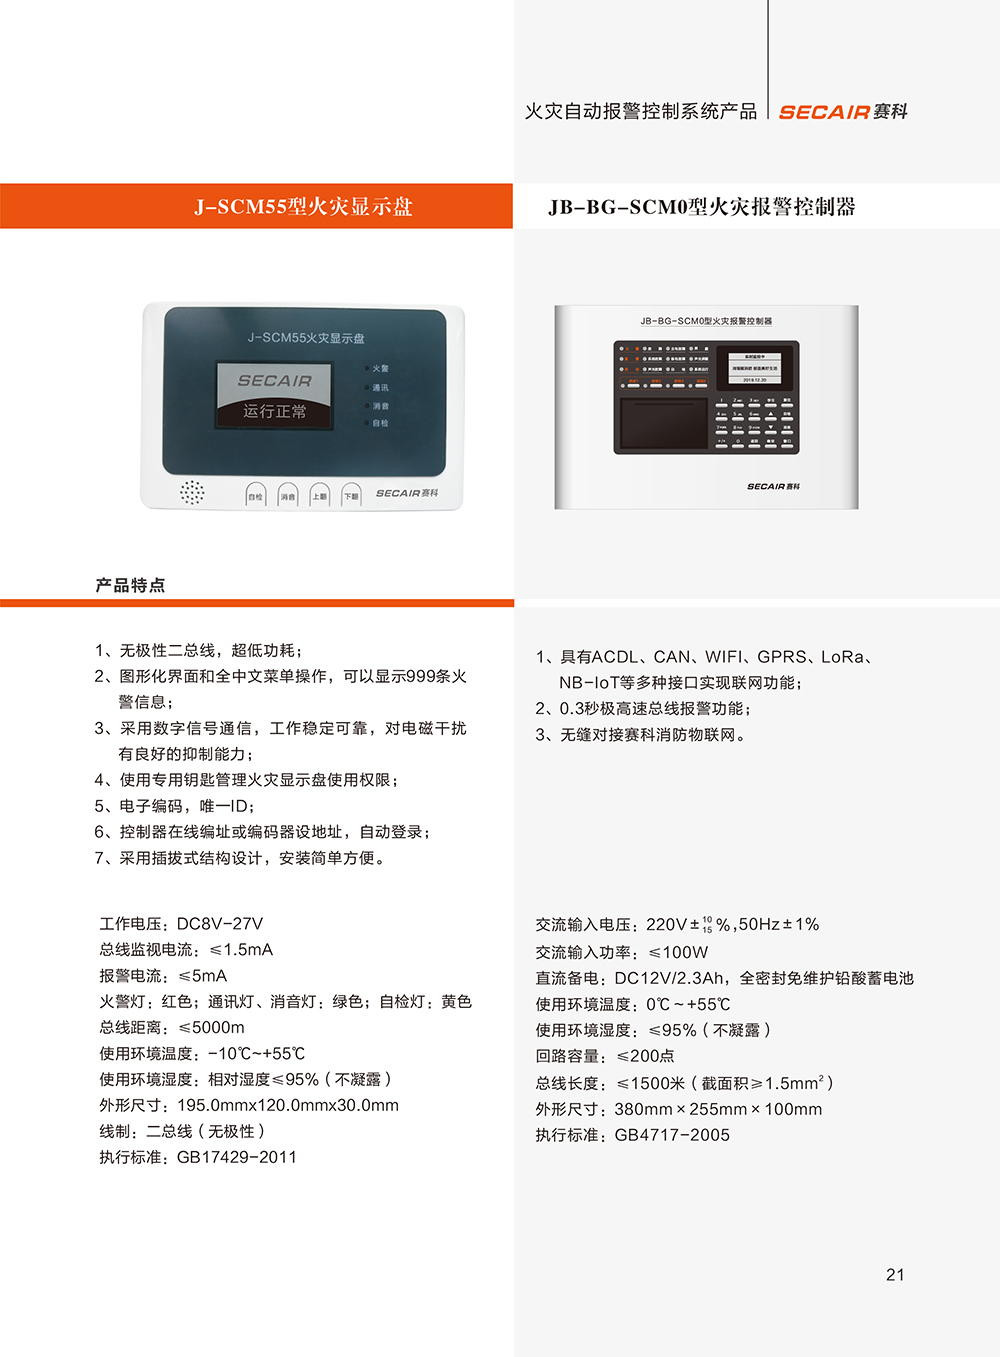 火灾自动报警控制系统产品
SECAIR 赛科
J-SCM55型火灾显示盘
JB-BG-SCM0型火灾报警控制器
J-SCM55火灾显示盘
SECAIR
运行正常
火警
通讯
消音
自检
自检 消音 上翻 下翻
SECAIR 赛科
JB-BG-SCM0型火灾报警控制器
实时监控中
2019.12.20
SECAIR 赛科
产品特点
1、无极性二总线，超低功耗；
2、图形化界面和全中文菜单操作，可以显示999条火
警信息；
3、采用数字信号通信，工作稳定可靠，对电磁干扰
有良好的抑制能力；
4、使用专用钥匙管理火灾显示盘使用权限；
5、电子编码，唯一ID；
6、控制器在线编址或编码器设地址，自动登录；
7、采用插拔式结构设计，安装简单方便。
工作电压：DC8V-27V
总线监视电流：≤1.5mA
报警电流：≤5mA
火警灯：红色；通讯灯、消音灯：绿色；自检灯：黄色
总线距离：≤5000m
使用环境温度：-10℃~+55℃
使用环境湿度：相对湿度≤95%（不凝露）
外形尺寸：195.0mmx120.0mmx30.0mm
线制：二总线（无极性）
执行标准：GB17429-2011
1、具有ACDL、CAN、WIFI、GPRS、LoRa、
NB-IoT等多种接口实现联网功能；
2、0.3秒极高速总线报警功能；
3、无缝对接赛科消防物联网。
交流输入电压：220V±10 15%,50Hz±1%
交流输入功率：≤100W
直流备电：DC12V/2.3Ah，全密封免维护铅酸蓄电池
使用环境温度：0℃～+55℃
使用环境湿度：≤95%（不凝露）
回路容量：≤200点
总线长度：≤1500米（截面积≥1.5mm²）
外形尺寸：380mm×255mm×100mm
执行标准：GB4717-2005
21